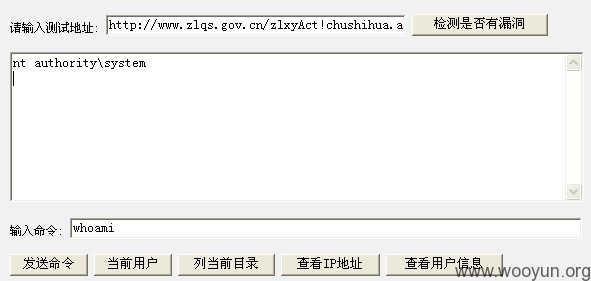 请输入测试地址: http://www.zlqs.gov.cn/zlxyAct!chushihua.a 检测是否有漏洞
nt authority\system
输入命令: whoami
发送命令 当前用户 列当前目录 查看IP地址 查看用户信息
www.wooyun.org